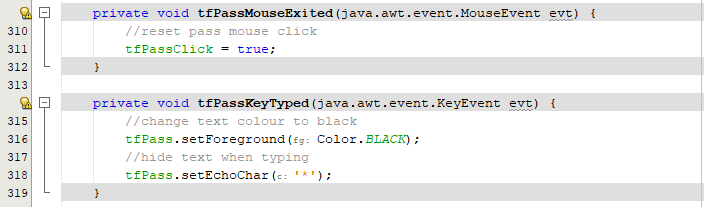 private void tfPassMouseExited(java.awt.event.MouseEvent evt) {
310 //reset pass mouse click
311 tfPassClick = true;
312 }
313
private void tfPassKeyTyped(java.awt.event.KeyEvent evt) {
315 //change text colour to black
316 tfPass.setForeground(fg: Color.BLACK);
317 //hide text when typing
318 tfPass.setEchoChar(c: '*');
319 }